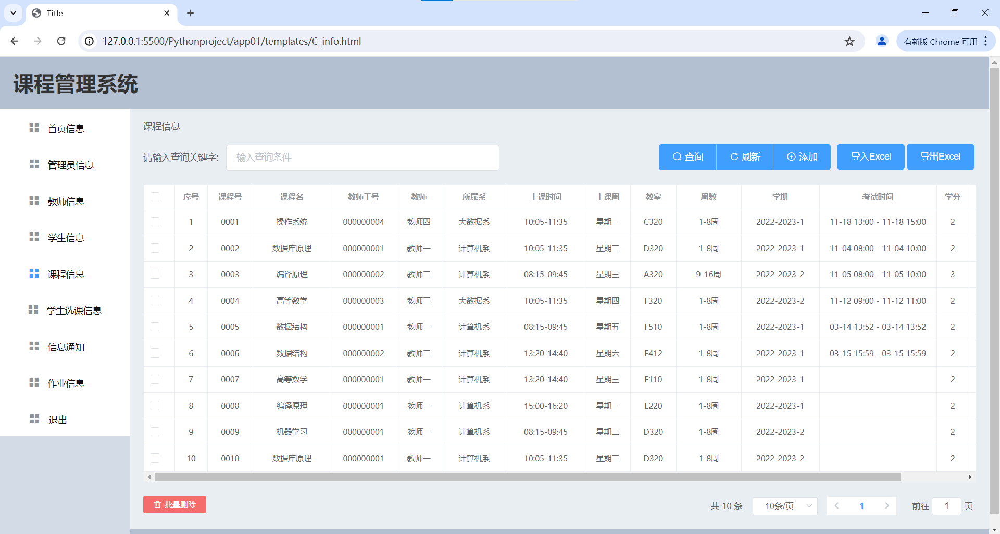 Title
127.0.0.1:5500/Pythonproject/app01/templates/C_info.html
有新版 Chrome 可用
课程管理系统
首页信息
管理员信息
教师信息
学生信息
课程信息
学生选课信息
信息通知
作业信息
退出
课程信息
请输入查询关键字: 输入查询条件 查询 刷新 添加 导入Excel 导出Excel
序号 课程号 课程名 教师工号 教师 所属系 上课时间 上课周 教室 周数 学期 考试时间 学分
1 0001 操作系统 000000004 教师四 大数据系 10:05-11:35 星期一 C320 1-8周 2022-2023-1 11-18 13:00 - 11-18 15:00 2
2 0002 数据库原理 000000001 教师一 计算机系 10:05-11:35 星期二 D320 1-8周 2022-2023-1 11-04 08:00 - 11-04 10:00 2
3 0003 编译原理 000000002 教师二 计算机系 08:15-09:45 星期三 A320 9-16周 2022-2023-2 11-05 08:00 - 11-05 10:00 3
4 0004 高等数学 000000003 教师三 大数据系 10:05-11:35 星期四 F320 1-8周 2022-2023-2 11-12 09:00 - 11-12 11:00 2
5 0005 数据结构 000000001 教师一 计算机系 08:15-09:45 星期五 F510 1-8周 2022-2023-1 03-14 13:52 - 03-14 13:52 2
6 0006 数据结构 000000002 教师二 计算机系 13:20-14:40 星期六 E412 1-8周 2022-2023-1 03-15 15:59 - 03-15 15:59 2
7 0007 高等数学 000000001 教师一 计算机系 13:20-14:40 星期三 F110 1-8周 2022-2023-1 2
8 0008 编译原理 000000001 教师一 计算机系 15:00-16:20 星期一 E220 1-8周 2022-2023-1 2
9 0009 机器学习 000000001 教师一 计算机系 08:15-09:45 星期二 D320 1-8周 2022-2023-2 2
10 0010 数据库原理 000000001 教师一 计算机系 10:05-11:35 星期二 D320 1-8周 2022-2023-2 2
批量删除 共 10 条 10条/页 1 前往 1 页